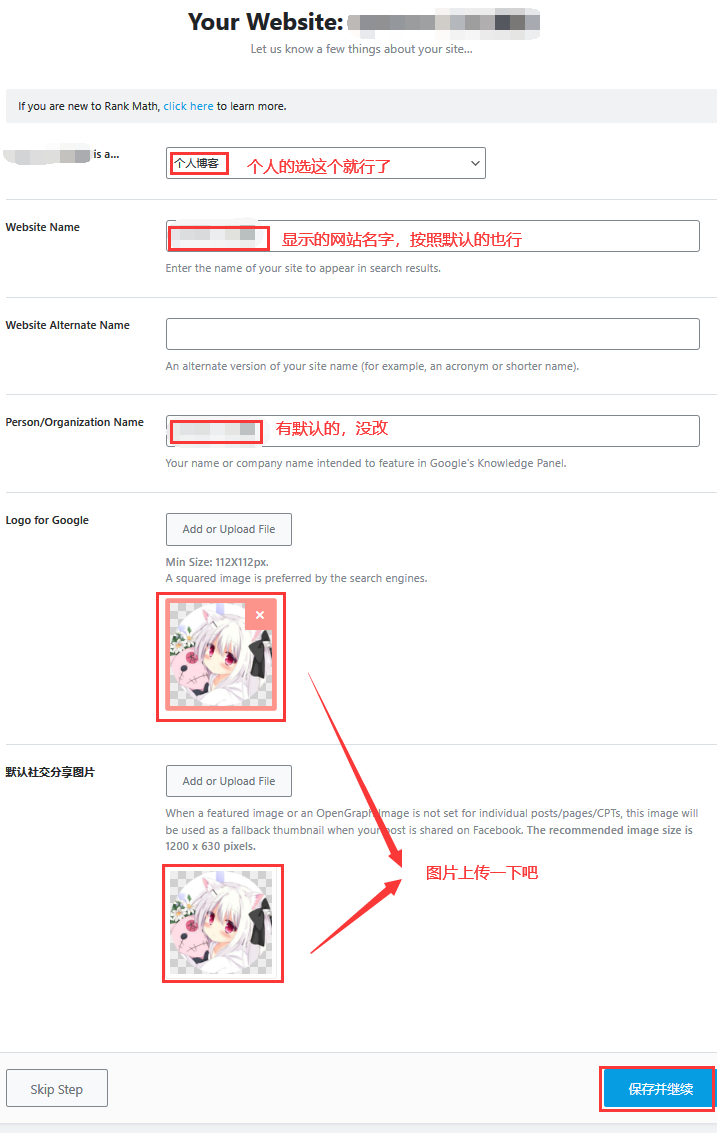 Your Website:
Let us know a few things about your site...
If you are new to Rank Math, click here to learn more.
is a...
个人博客
个人的选这个就行了
Website Name
显示的网站名字，按照默认的也行
Enter the name of your site to appear in search results.
Website Alternate Name
An alternate version of your site name (for example, an acronym or shorter name).
Person/Organization Name
有默认的，没改
Your name or company name intended to feature in Google's Knowledge Panel.
Logo for Google
Add or Upload File
Min Size: 112X112px.
A squared image is preferred by the search engines.
默认社交分享图片
Add or Upload File
When a featured image or an OpenGraph Image is not set for individual posts/pages/CPTs, this image will
be used as a fallback thumbnail when your post is shared on Facebook. The recommended image size is
1200 x 630 pixels.
图片上传一下吧
Skip Step
保存并继续